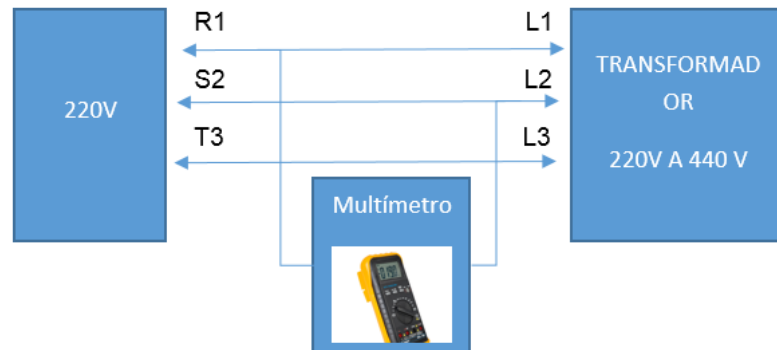 R1
L1
S2
L2
T3
L3
220V
TRANSFORMAD
OR
220V A 440 V
Multímetro